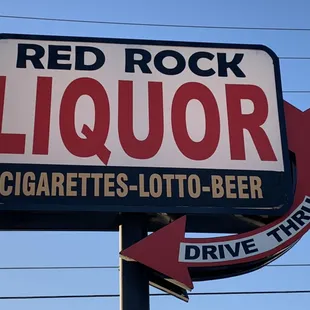 RED ROCK
LIQUOR
CIGARETTES-LOTTO-BEER
DRIVE THRU